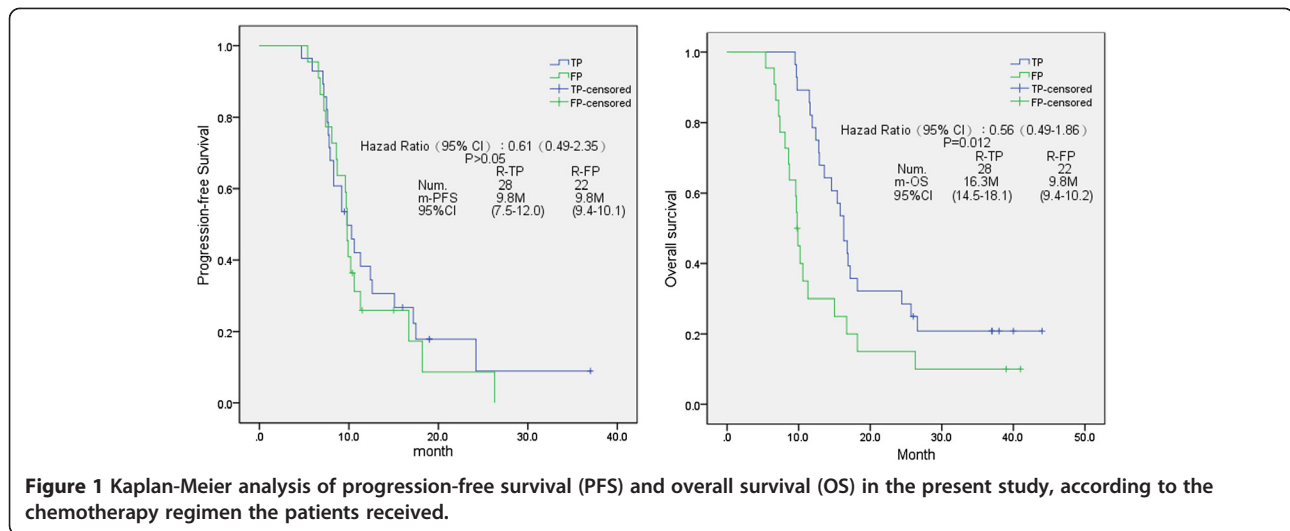 1.0
0.8
0.6
0.4
0.2
0.0
Progression-free Survival
TP
FP
TP-censored
FP-censored
Hazad Ratio (95% CI) : 0.61 (0.49-2.35)
P>0.05
R-TP R-FP
Num. 28 22
m-PFS 9.8M 9.8M
95%CI (7.5-12.0) (9.4-10.1)
.0 10.0 20.0 30.0 40.0
month
1.0
0.8
0.6
0.4
0.2
0.0
Overall surcival
TP
FP
TP-censored
FP-censored
Hazad Ratio (95% CI) : 0.56 (0.49-1.86)
P=0.012
R-TP R-FP
Num. 28 22
m-OS 16.3M 9.8M
95%CI (14.5-18.1) (9.4-10.2)
.0 10.0 20.0 30.0 40.0 50.0
Month
Figure 1 Kaplan-Meier analysis of progression-free survival (PFS) and overall survival (OS) in the present study, according to the
chemotherapy regimen the patients received.